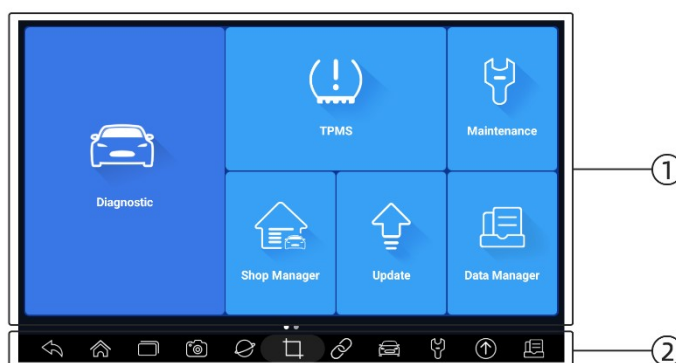 TPMS
Maintenance
Diagnostic
Shop Manager
Update
Data Manager
①
②